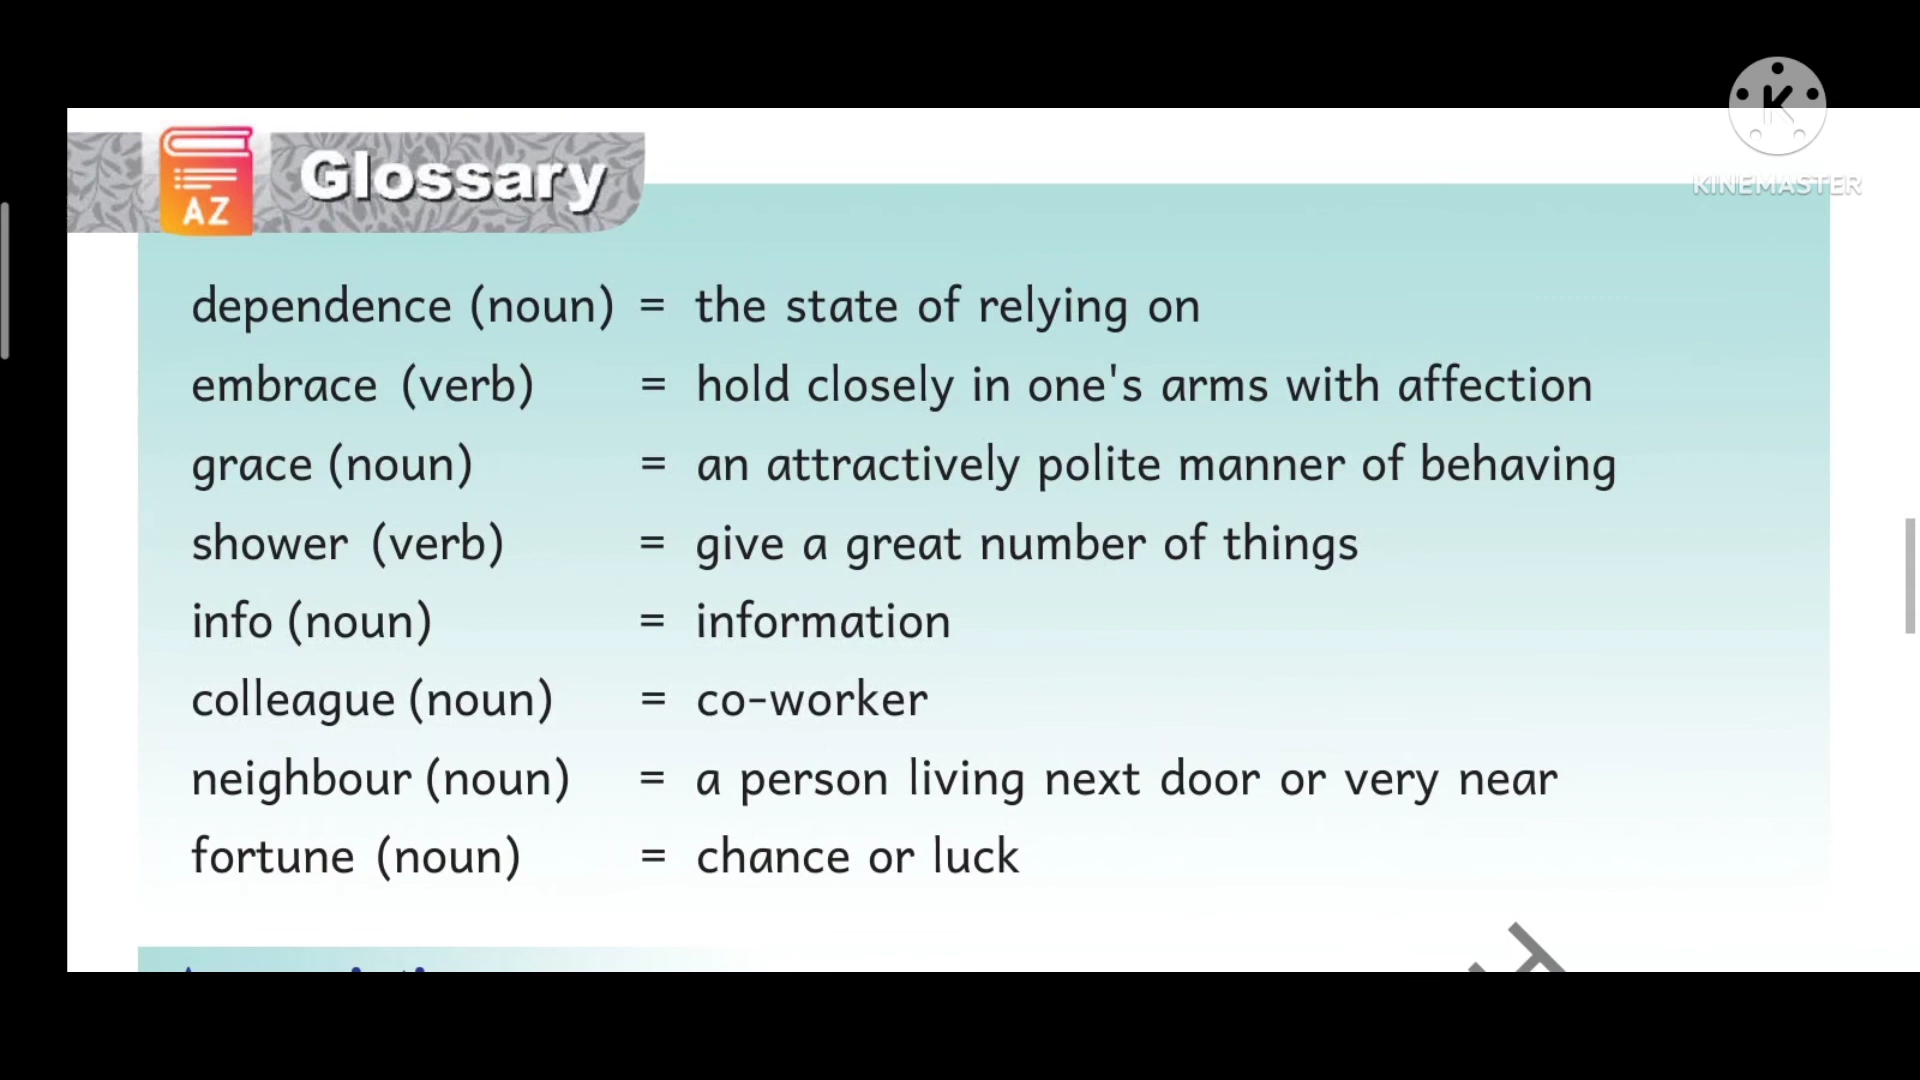 KINEMASTER
AZ
Glossary
dependence (noun) = the state of relying on
embrace (verb) = hold closely in one's arms with affection
grace (noun) = an attractively polite manner of behaving
shower (verb) = give a great number of things
info (noun) = information
colleague (noun) = co-worker
neighbour (noun) = a person living next door or very near
fortune (noun) = chance or luck